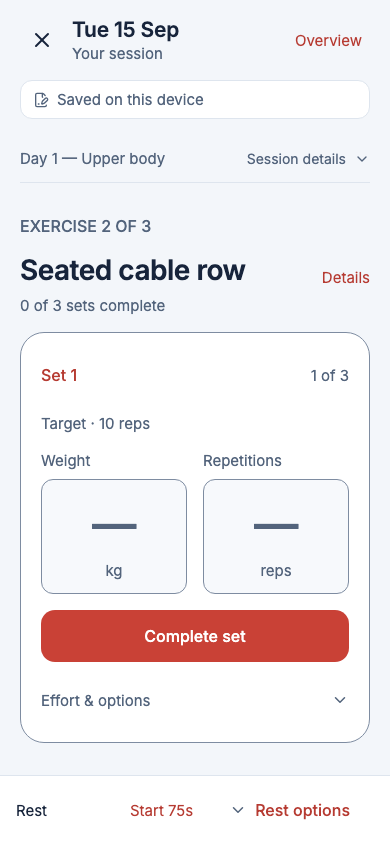 Tue 15 Sep
Your session
Overview
Saved on this device
Day 1 — Upper body
Session details
EXERCISE 2 OF 3
Seated cable row
Details
0 of 3 sets complete
Set 1
1 of 3
Target · 10 reps
Weight
Repetitions
—
—
kg
reps
Complete set
Effort & options
Rest
Start 75s
Rest options